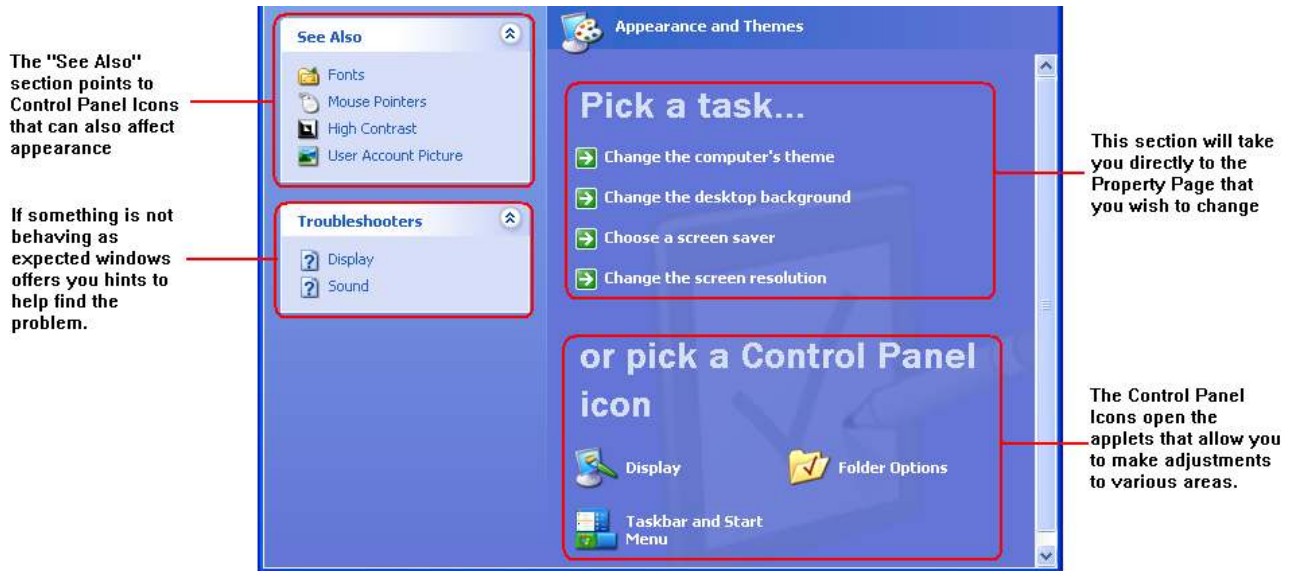 The "See Also"
section points to
Control Panel Icons
that can also affect
appearance
If something is not
behaving as
expected windows
offers you hints to
help find the
problem.
See Also
Fonts
Mouse Pointers
High Contrast
User Account Picture
Troubleshooters
Display
Sound
Appearance and Themes
Pick a task...
Change the computer's theme
Change the desktop background
Choose a screen saver
Change the screen resolution
or pick a Control Panel
icon
Display
Folder Options
Taskbar and Start
Menu
This section will take
you directly to the
Property Page that
you wish to change
The Control Panel
Icons open the
applets that allow you
to make adjustments
to various areas.